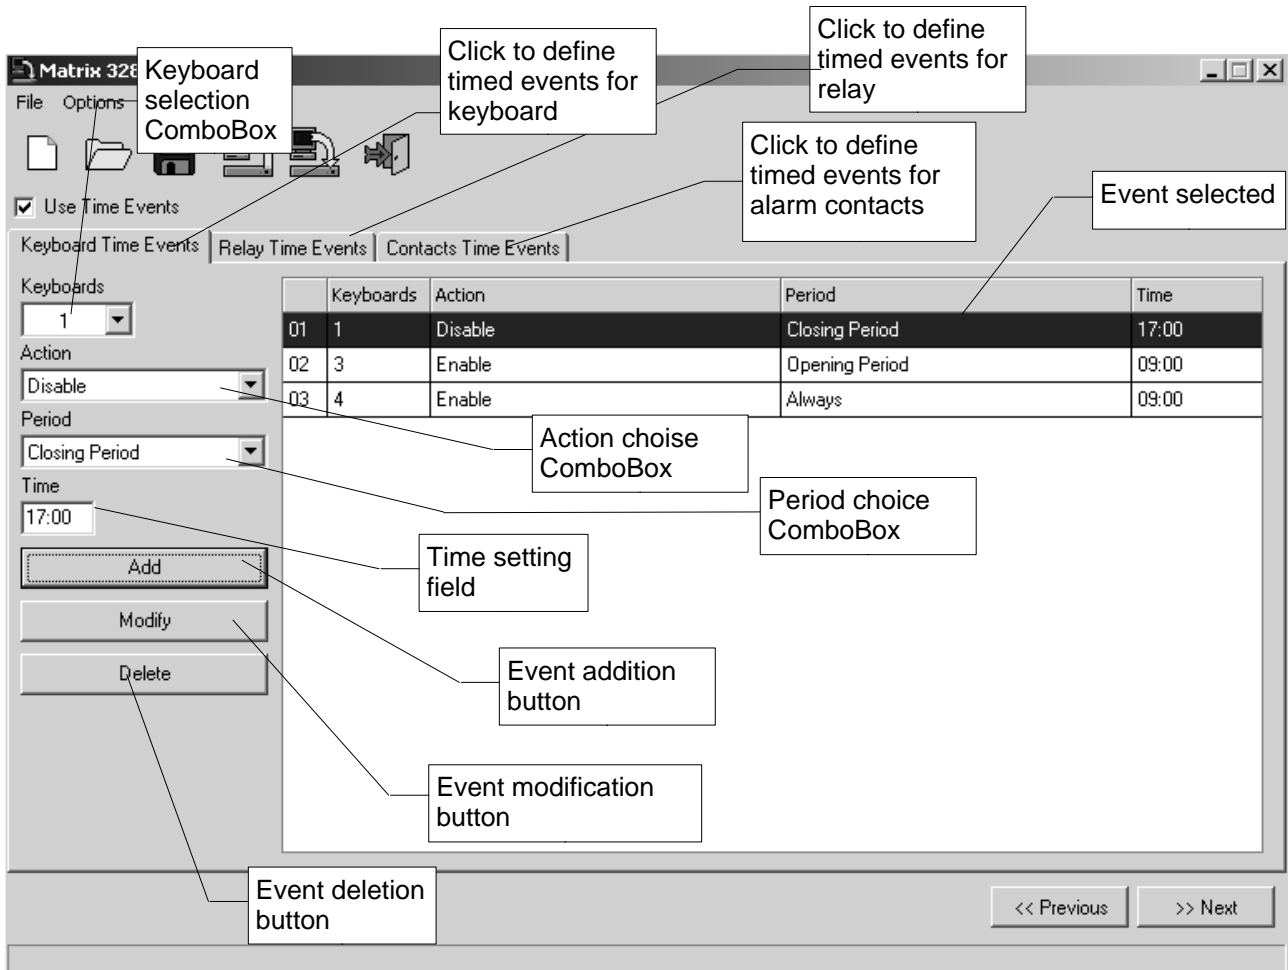 Click to define
timed events for
relay
Click to define
timed events for
keyboard
Keyboard
selection
ComboBox
Matrix 328
File Options
Click to define
timed events for
alarm contacts
Event selected
Use Time Events
Keyboard Time Events
Relay Time Events
Contacts Time Events
Keyboards
1
Action
Disable
Period
Closing Period
Time
17:00
Add
Modify
Delete
Keyboards Action Period Time
01 1 Disable Closing Period 17:00
02 3 Enable Opening Period 09:00
03 4 Enable Always 09:00
Action choise
ComboBox
Period choice
ComboBox
Time setting
field
Event addition
button
Event modification
button
Event deletion
button
<< Previous
>> Next